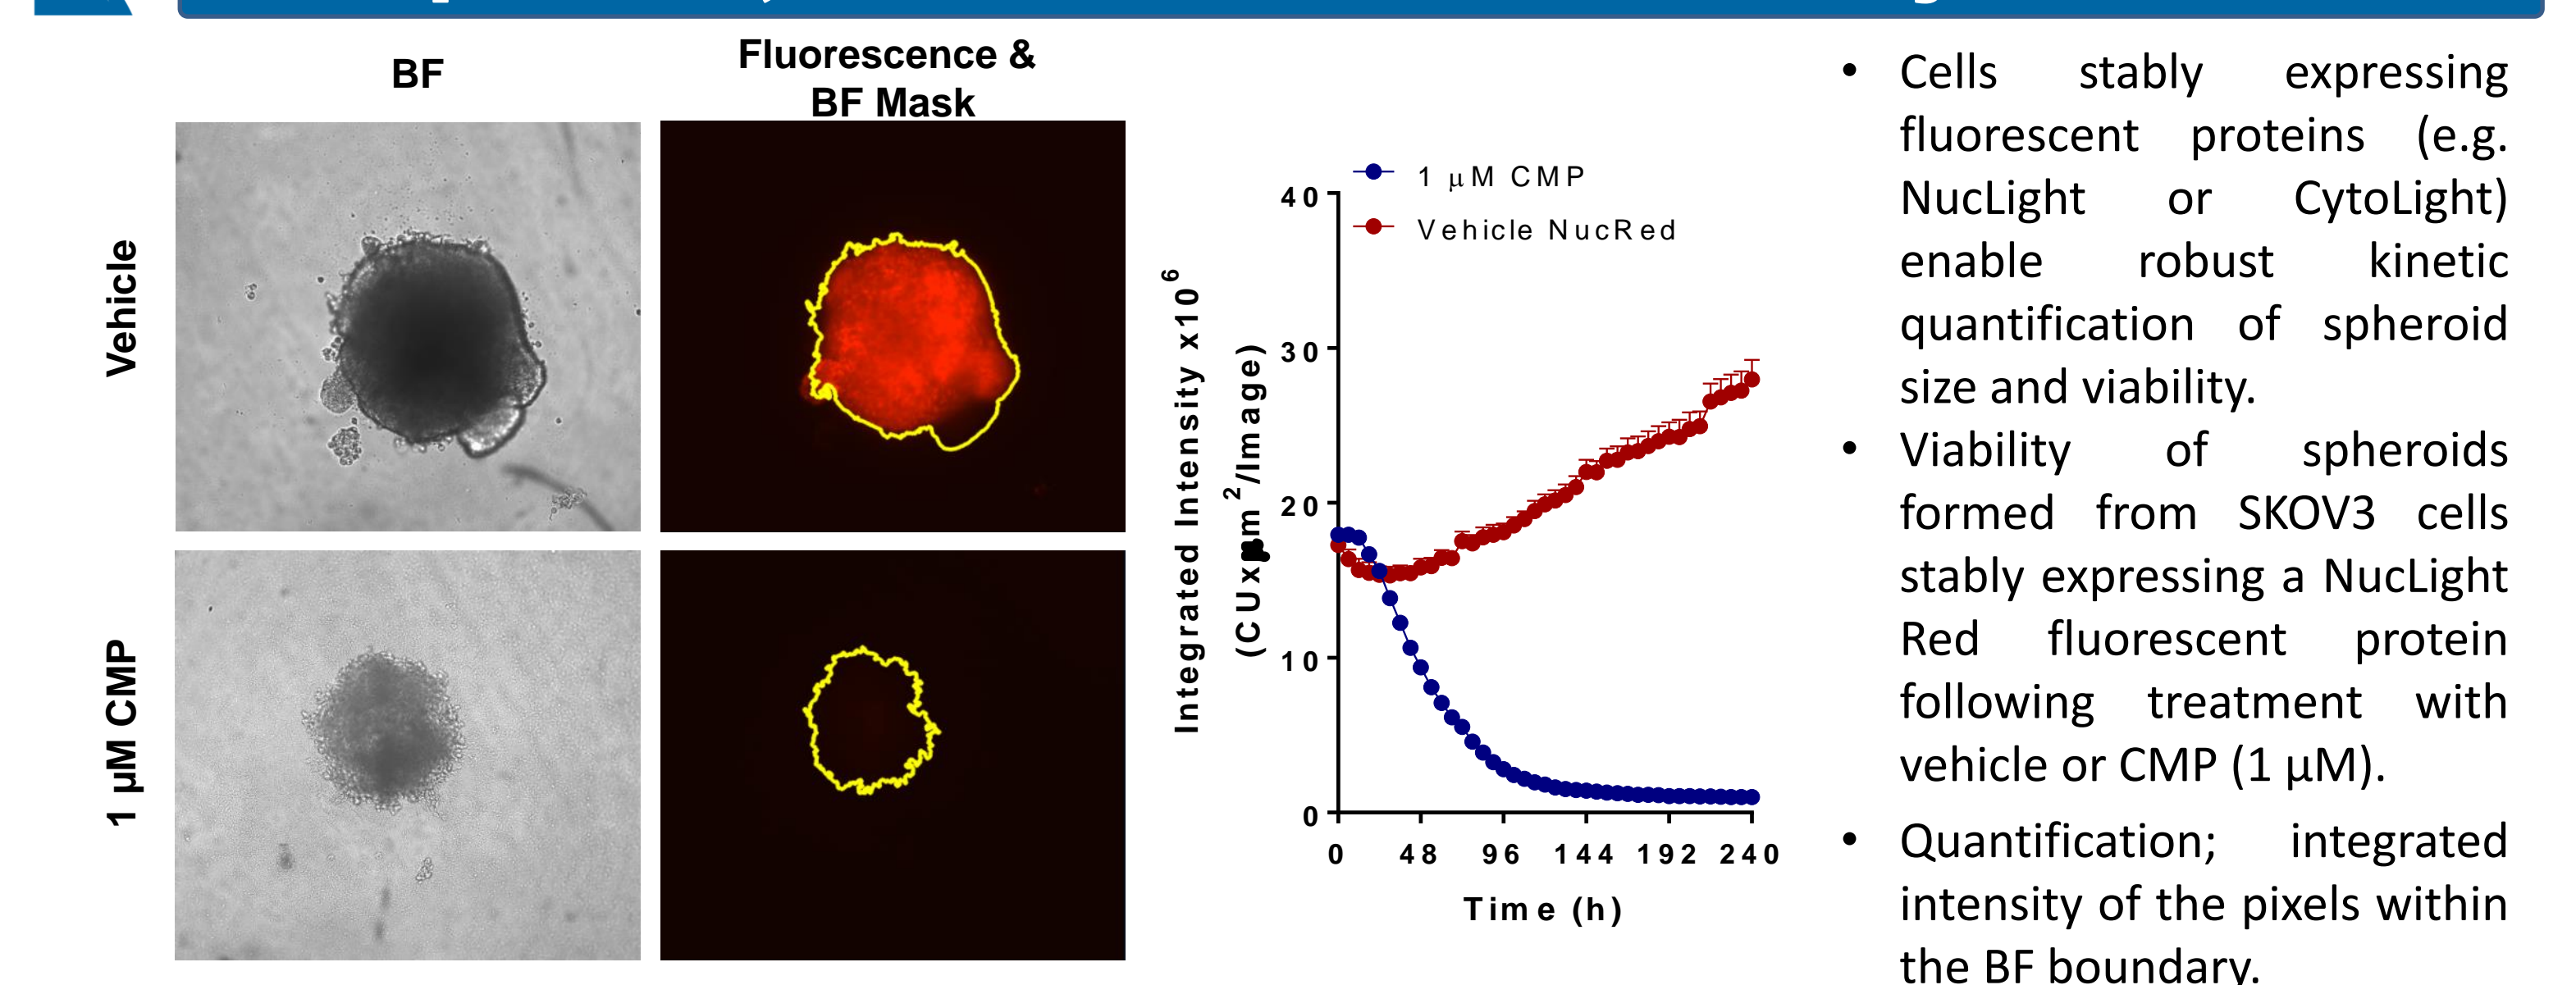 BF
Fluorescence &
BF Mask
Vehicle
1 µM CMP
1 µM CMP
Vehicle NucRed
Integrated Intensity x10^6
(CUxµm^2/Image)
40
30
20
10
0
0 48 96 144 192 240
Time (h)
• Cells stably expressing
fluorescent proteins (e.g.
NucLight or CytoLight)
enable robust kinetic
quantification of spheroid
size and viability.
• Viability of spheroids
formed from SKOV3 cells
stably expressing a NucLight
Red fluorescent protein
following treatment with
vehicle or CMP (1 µM).
• Quantification; integrated
intensity of the pixels within
the BF boundary.